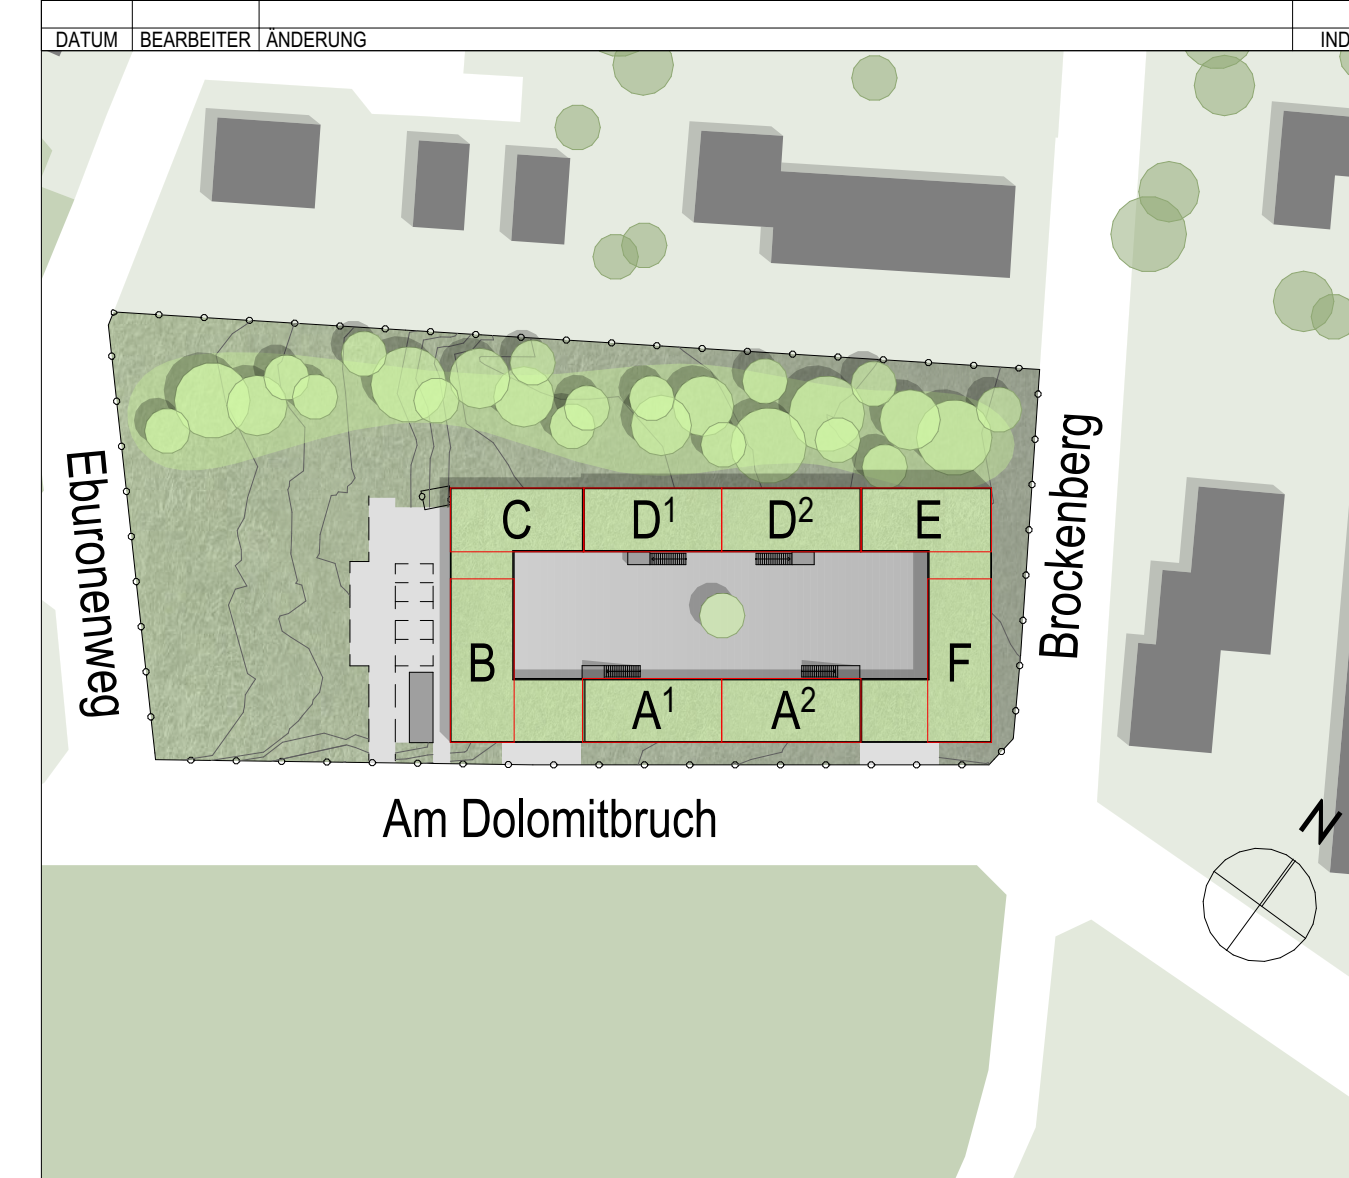 DATUM BEARBEITER ÄNDERUNG IND
Eburonenweg
Brockenberg
C D1 D2 E
B F
A1 A2
Am Dolomitbruch
N